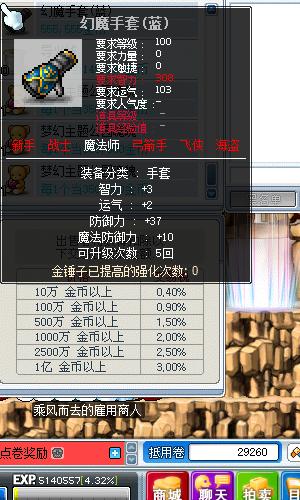 幻魔手套(蓝)
要求等级 : 100
要求力量 : 0
要求敏捷 : 0
要求智力 : 308
要求运气 : 103
要求人气度 : -
道具等级 : -
道具经验值 : -
新手 战士 魔法师 弓箭手 飞侠 海盗
装备分类 : 手套
智力 : +3
运气 : +2
防御力 : +37
魔法防御力 : +10
可升级次数 : 5回
金锤子已提高的强化次数: 0
10万 金币以上 0,40%
100万 金币以上 0,90%
500万 金币以上 1,50%
1000万 金币以上 2,00%
2500万 金币以上 2,50%
1亿 金币以上 3,00%
乘风而去的雇用商人
点卷奖励
抵用卷 29260
EXP. 5140557[4.32%]
商城 聊天 拍卖